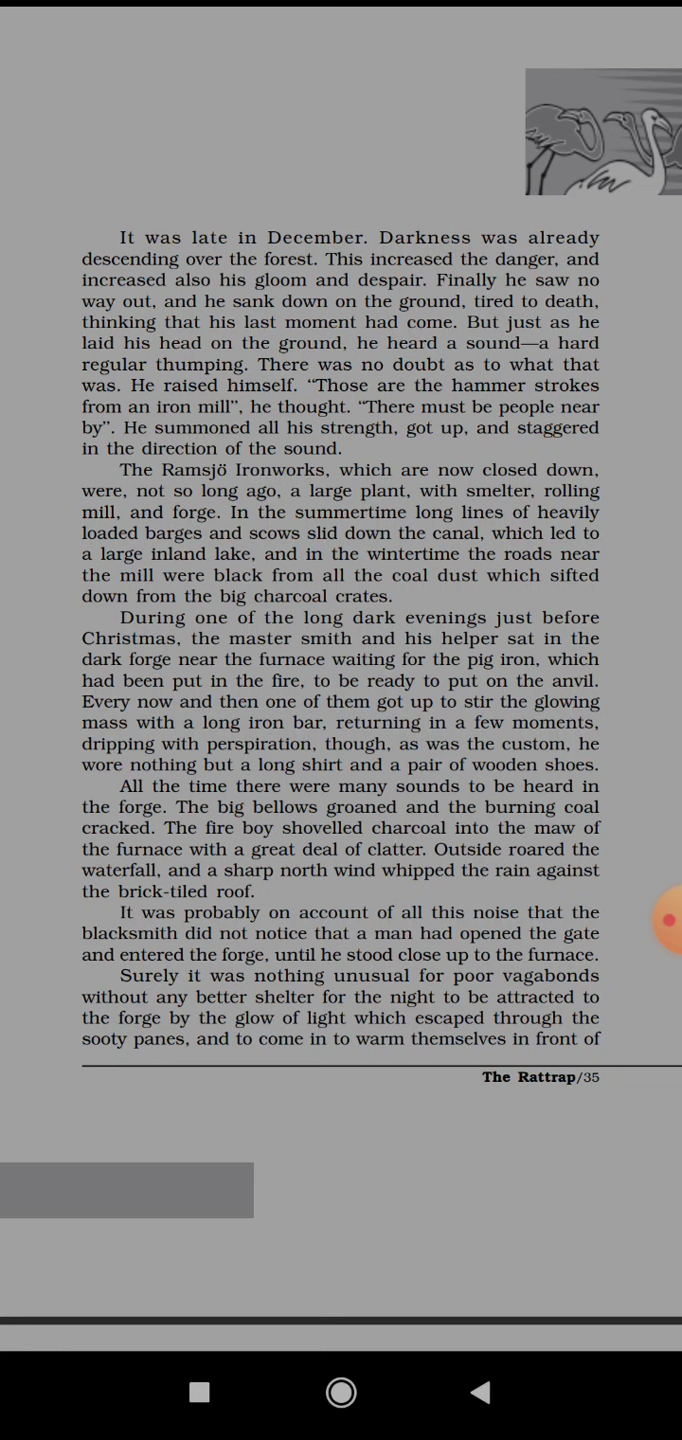 It was late in December. Darkness was already
descending over the forest. This increased the danger, and
increased also his gloom and despair. Finally he saw no
way out, and he sank down on the ground, tired to death,
thinking that his last moment had come. But just as he
laid his head on the ground, he heard a sound—a hard
regular thumping. There was no doubt as to what that
was. He raised himself. “Those are the hammer strokes
from an iron mill”, he thought. “There must be people near
by”. He summoned all his strength, got up, and staggered
in the direction of the sound.
The Ramsjö Ironworks, which are now closed down,
were, not so long ago, a large plant, with smelter, rolling
mill, and forge. In the summertime long lines of heavily
loaded barges and scows slid down the canal, which led to
a large inland lake, and in the wintertime the roads near
the mill were black from all the coal dust which sifted
down from the big charcoal crates.
During one of the long dark evenings just before
Christmas, the master smith and his helper sat in the
dark forge near the furnace waiting for the pig iron, which
had been put in the fire, to be ready to put on the anvil.
Every now and then one of them got up to stir the glowing
mass with a long iron bar, returning in a few moments,
dripping with perspiration, though, as was the custom, he
wore nothing but a long shirt and a pair of wooden shoes.
All the time there were many sounds to be heard in
the forge. The big bellows groaned and the burning coal
cracked. The fire boy shovelled charcoal into the maw of
the furnace with a great deal of clatter. Outside roared the
waterfall, and a sharp north wind whipped the rain against
the brick-tiled roof.
It was probably on account of all this noise that the
blacksmith did not notice that a man had opened the gate
and entered the forge, until he stood close up to the furnace.
Surely it was nothing unusual for poor vagabonds
without any better shelter for the night to be attracted to
the forge by the glow of light which escaped through the
sooty panes, and to come in to warm themselves in front of
The Rattrap/35